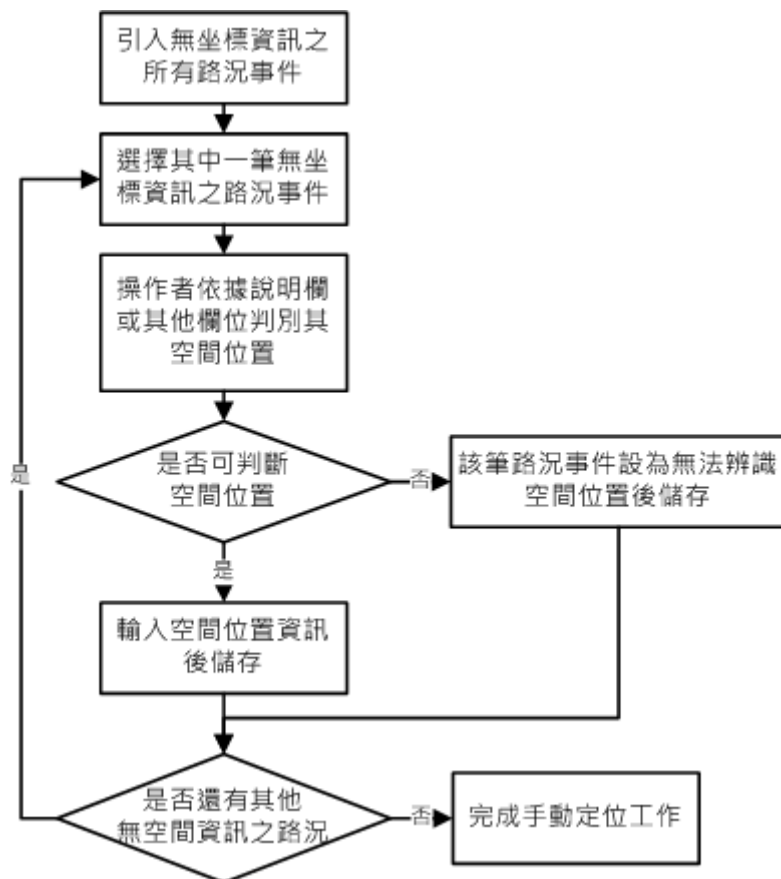 引入無坐標資訊之
所有路況事件
選擇其中一筆無坐
標資訊之路況事件
操作者依據說明欄
或其他欄位判別其
空間位置
是否可判斷
空間位置
否
該筆路況事件設為無法辨識
空間位置後儲存
是
是
輸入空間位置資訊
後儲存
是否還有其他
無空間資訊之路況
否
完成手動定位工作